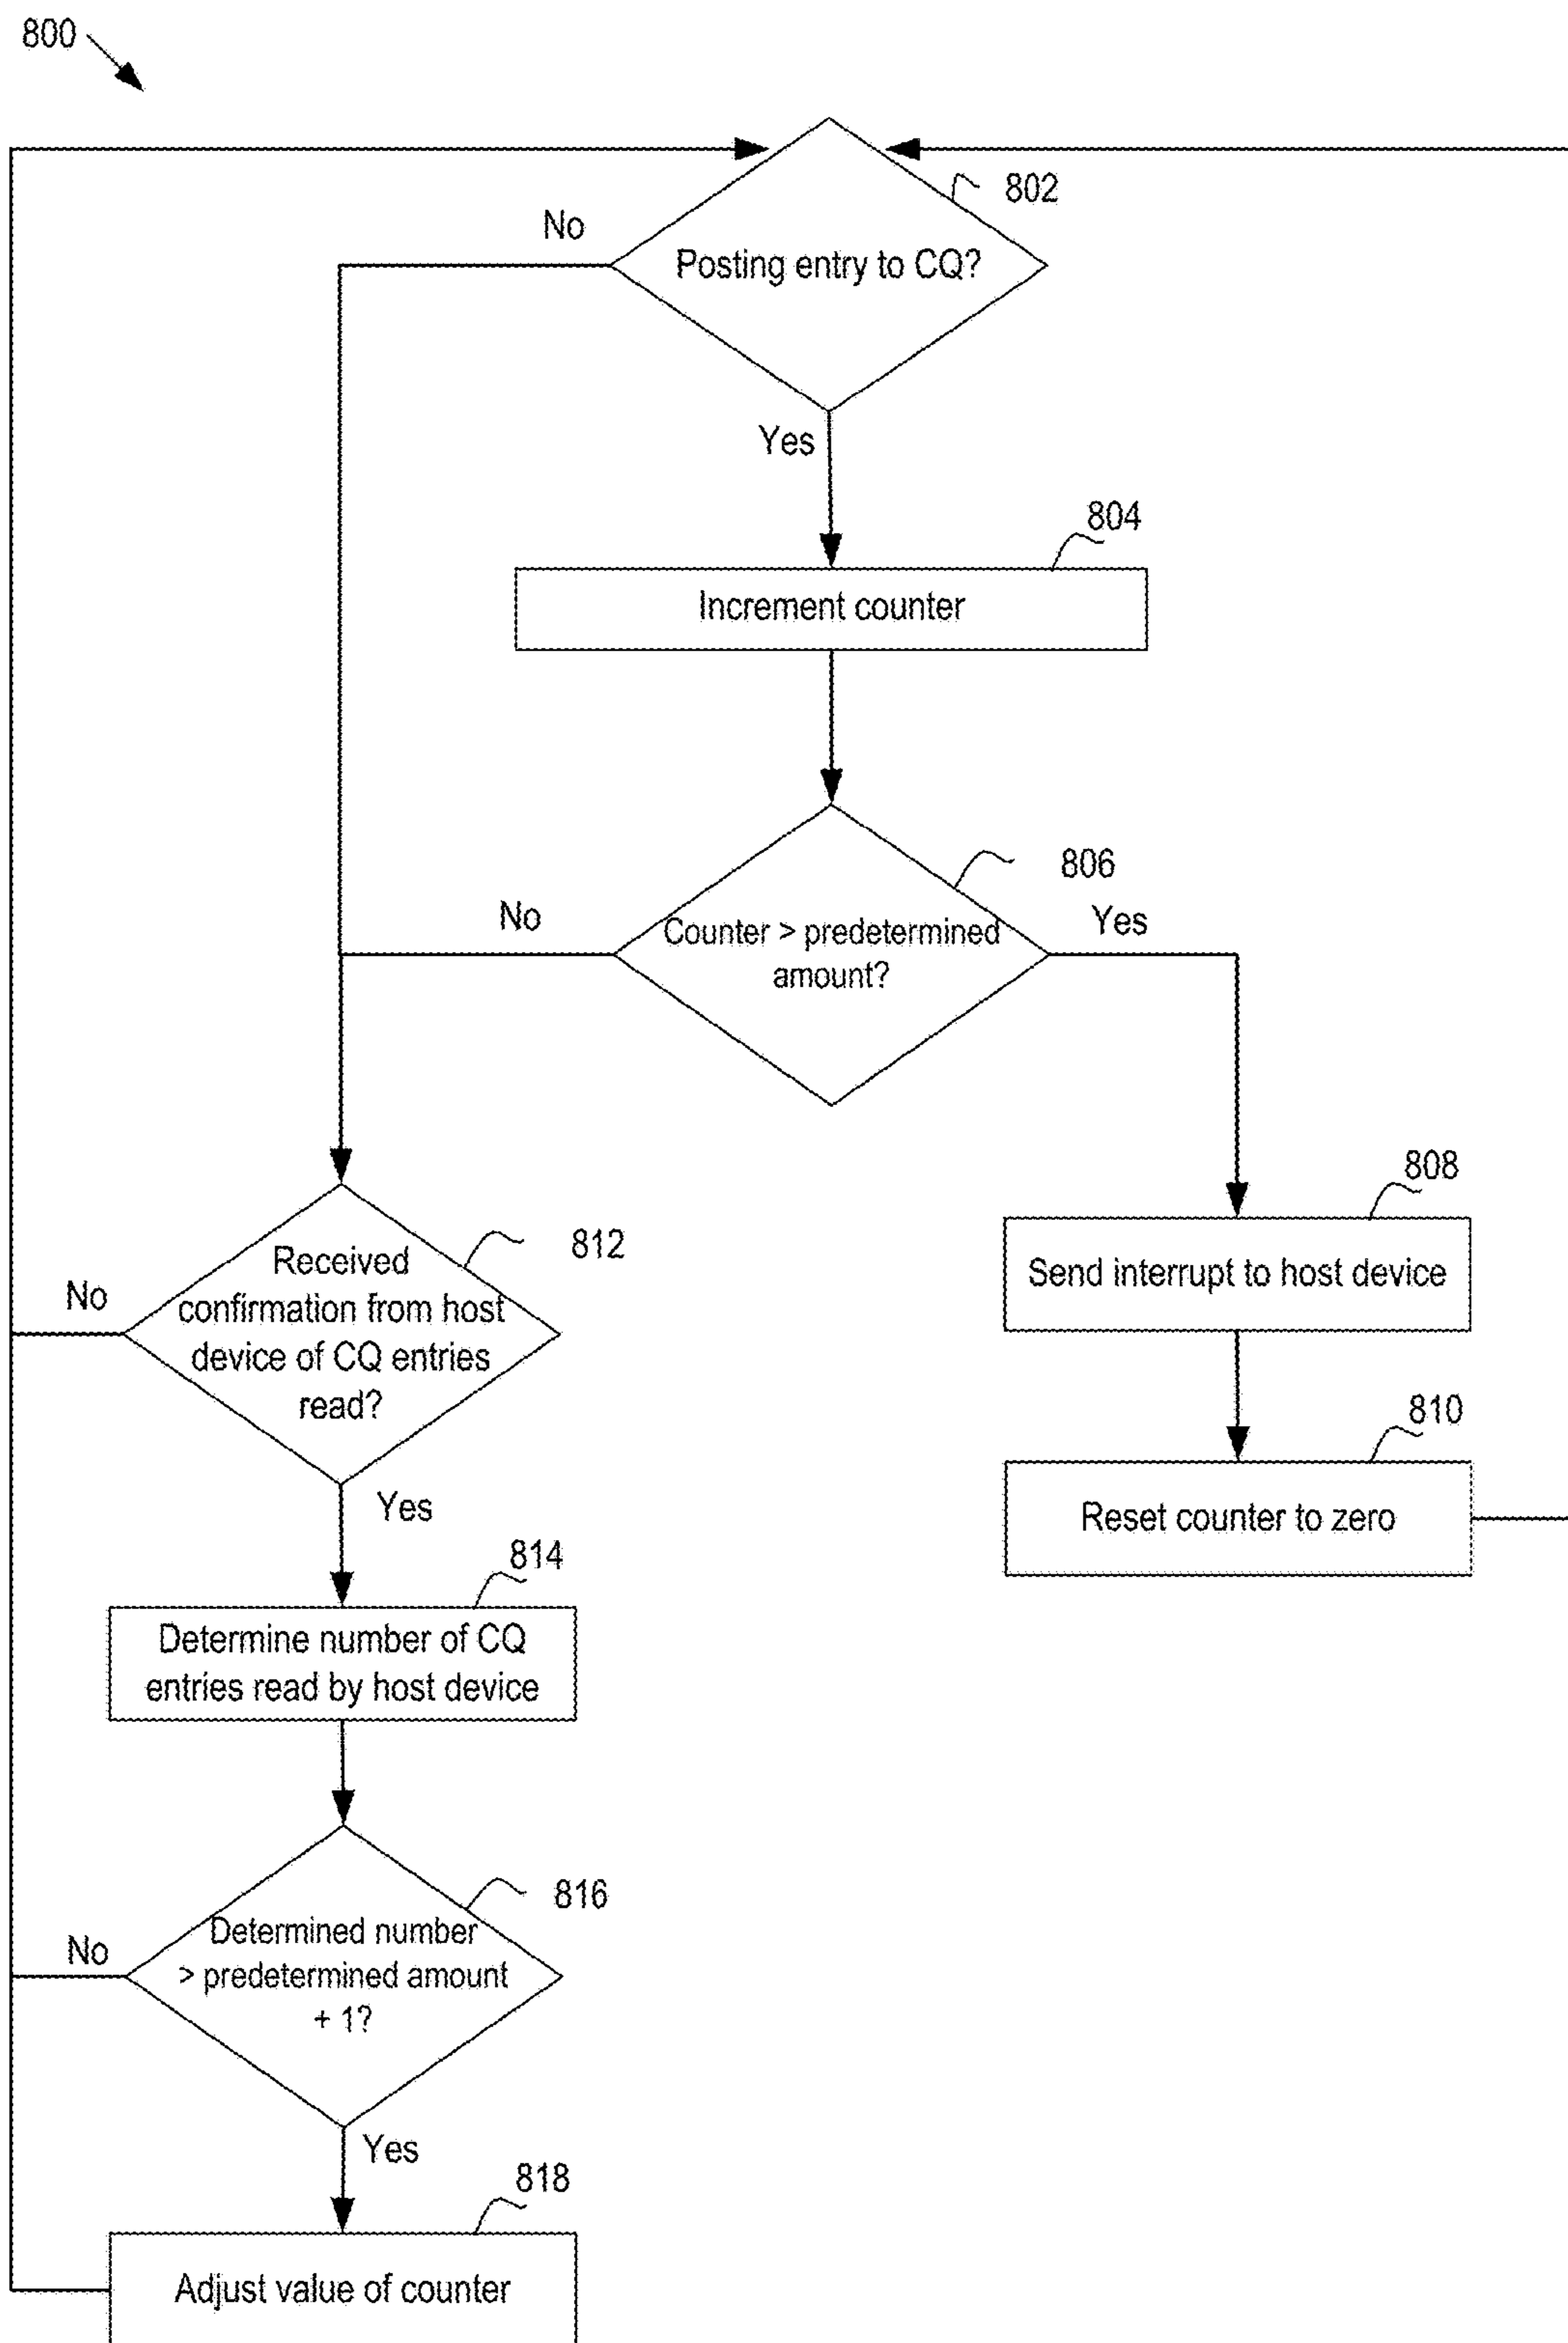 800
802
No
Posting entry to CQ?
Yes
804
Increment counter
806
No
Counter > predetermined
amount?
Yes
808
Send interrupt to host device
812
Received
confirmation from host
device of CQ entries
read?
No
Yes
810
Reset counter to zero
814
Determine number of CQ
entries read by host device
816
Determined number
> predetermined amount
+ 1?
No
Yes
818
Adjust value of counter